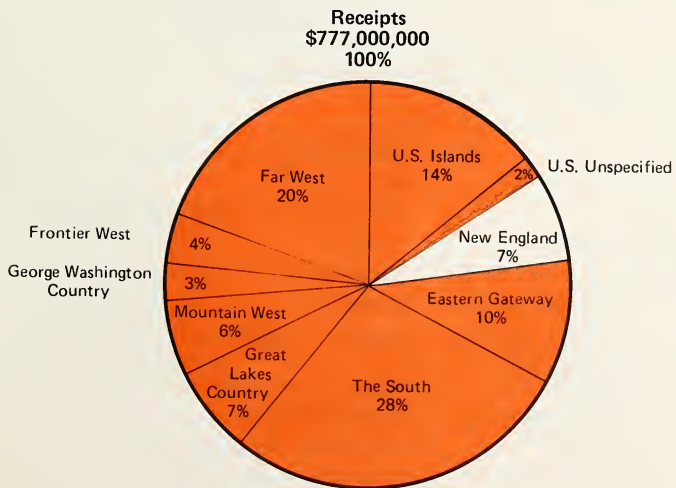 Receipts
$777,000,000
100%
U.S. Islands
14%
2%
U.S. Unspecified
New England
7%
Eastern Gateway
10%
The South
28%
Great
Lakes
Country
7%
Mountain West
6%
George Washington
Country
3%
Frontier West
4%
Far West
20%